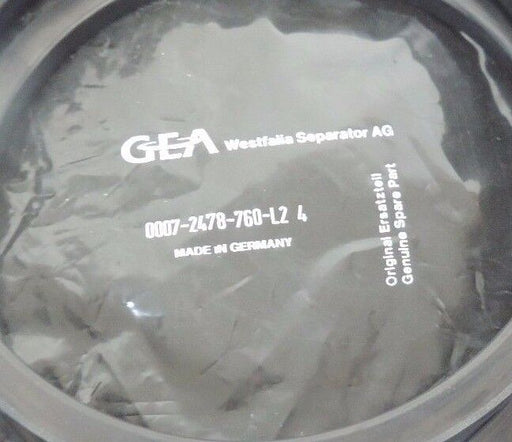 GEA Westfalia Separator AG
0007-2478-760-L2 4
MADE IN GERMANY
Original Ersatzteil
Genuine Spare Part